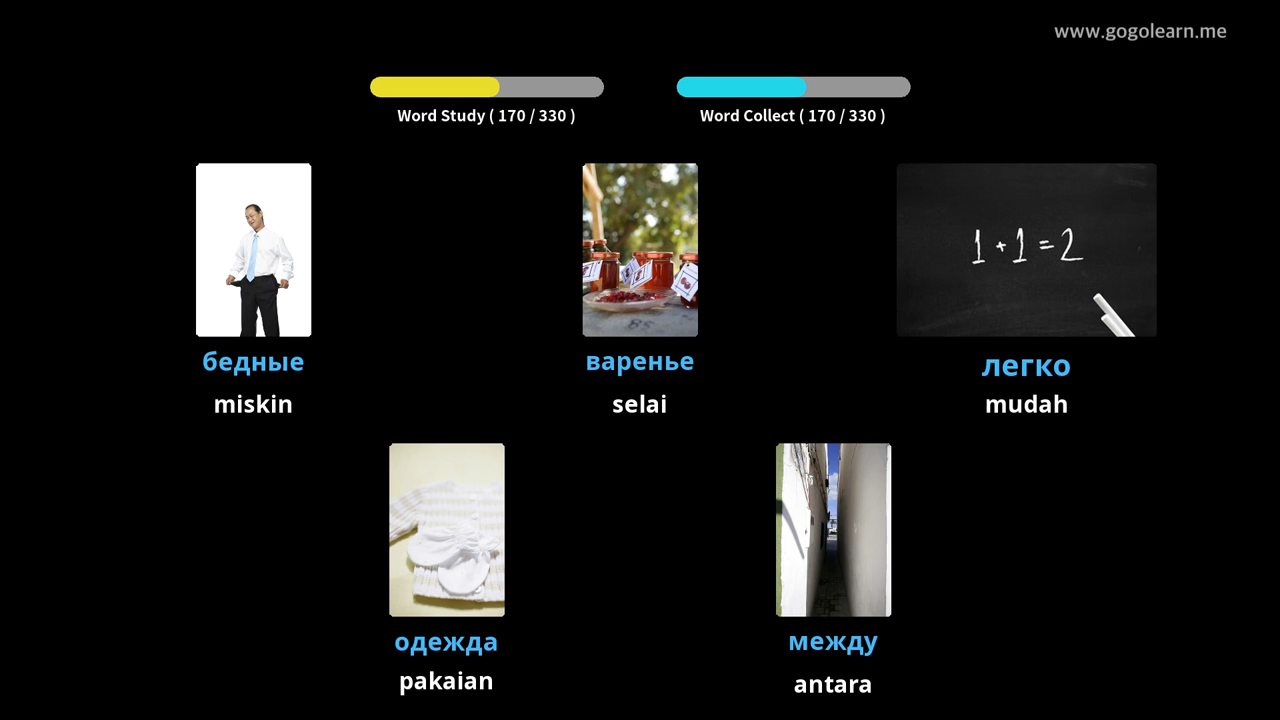 www.gogolearn.me
Word Study ( 170 / 330 )
Word Collect ( 170 / 330 )
1 + 1 = 2
бедные
варенье
легко
miskin
selai
mudah
одежда
между
pakaian
antara